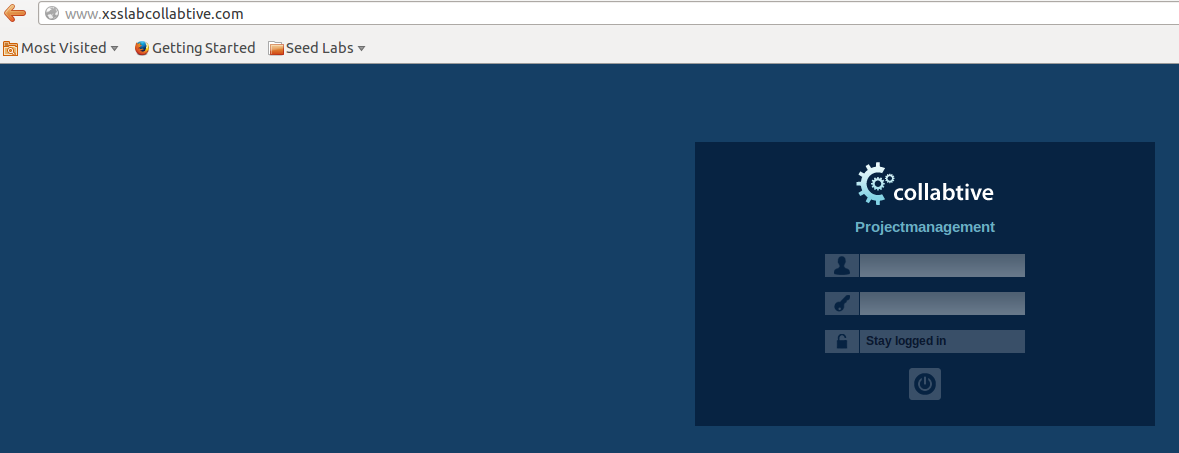 www.xsslabcollabtive.com
Most Visited Getting Started Seed Labs
collabtive
Projectmanagement
Stay logged in